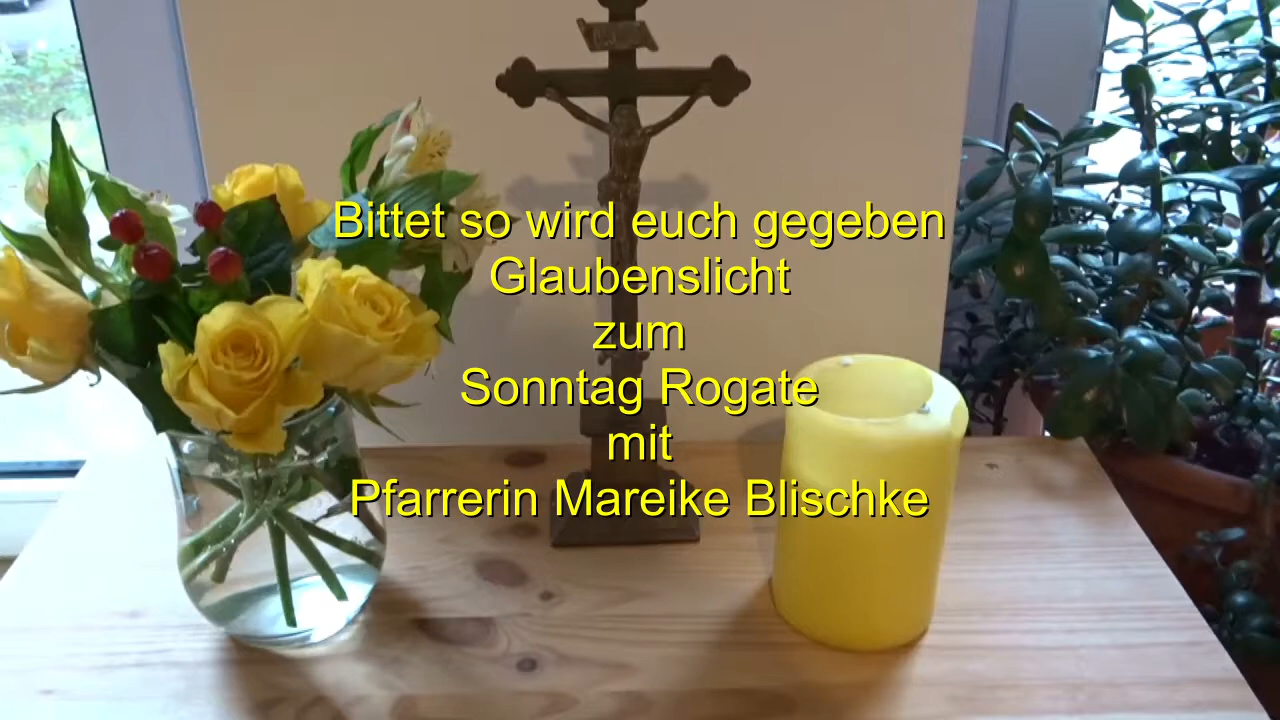 Bittet so wird euch gegeben
Glaubenslicht
zum
Sonntag Rogate
mit
Pfarrerin Mareike Blischke